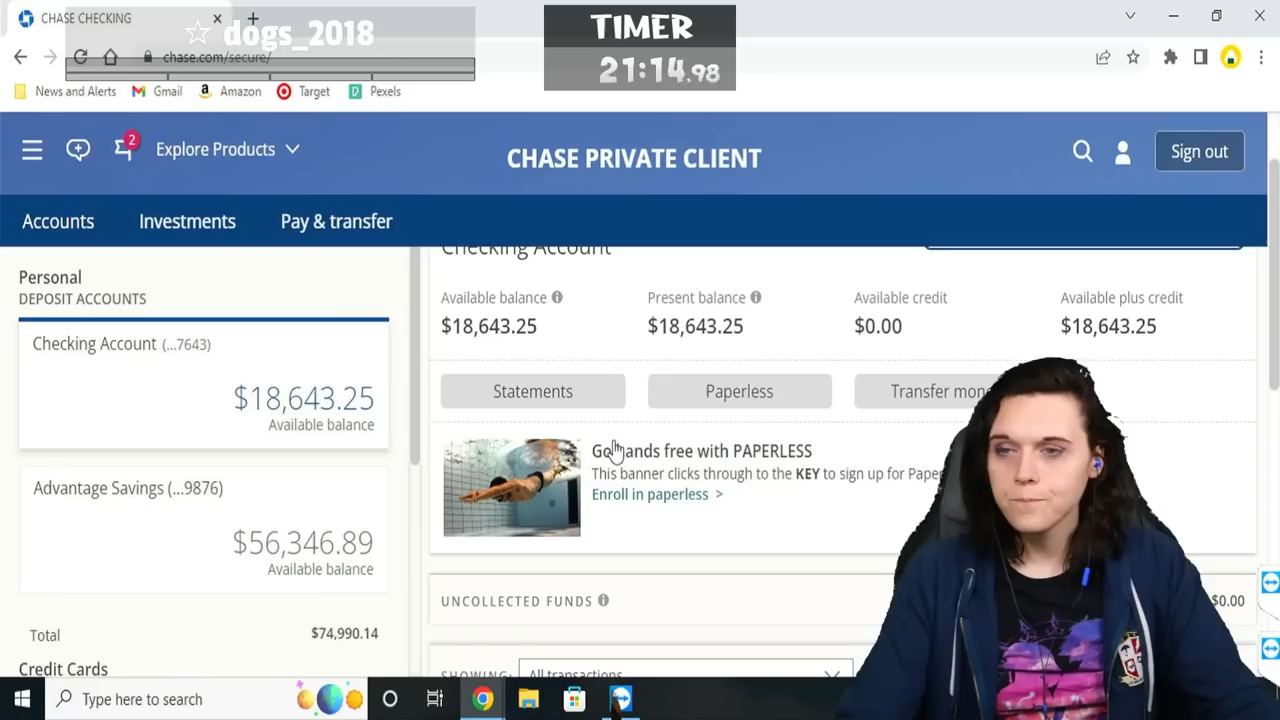 CHASE CHECKING
☆ dogs_2018
TIMER
21:14.98
chase.com/secure/
News and Alerts
Gmail
Amazon
Target
Pexels
2
Explore Products
CHASE PRIVATE CLIENT
Sign out
Accounts
Investments
Pay & transfer
Personal
DEPOSIT ACCOUNTS
Checking Account (...7643)
$18,643.25
Available balance
Advantage Savings (...9876)
$56,346.89
Available balance
Total
$74,990.14
Credit Cards
Checking Account
Available balance
Present balance
Available credit
Available plus credit
$18,643.25
$18,643.25
$0.00
$18,643.25
Statements
Paperless
Transfer
Go hands free with PAPERLESS
This banner clicks through to the KEY to sign up for
Enroll in paperless >
UNCOLLECTED FUNDS
$0.00
SHOWING:
All transactions
Type here to search